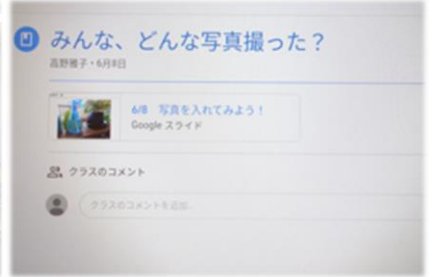 みんな、どんな写真撮った？
高野雅子・6月8日
6/8　写真を入れてみよう！
Google スライド
クラスのコメント
クラスのコメントを追加…